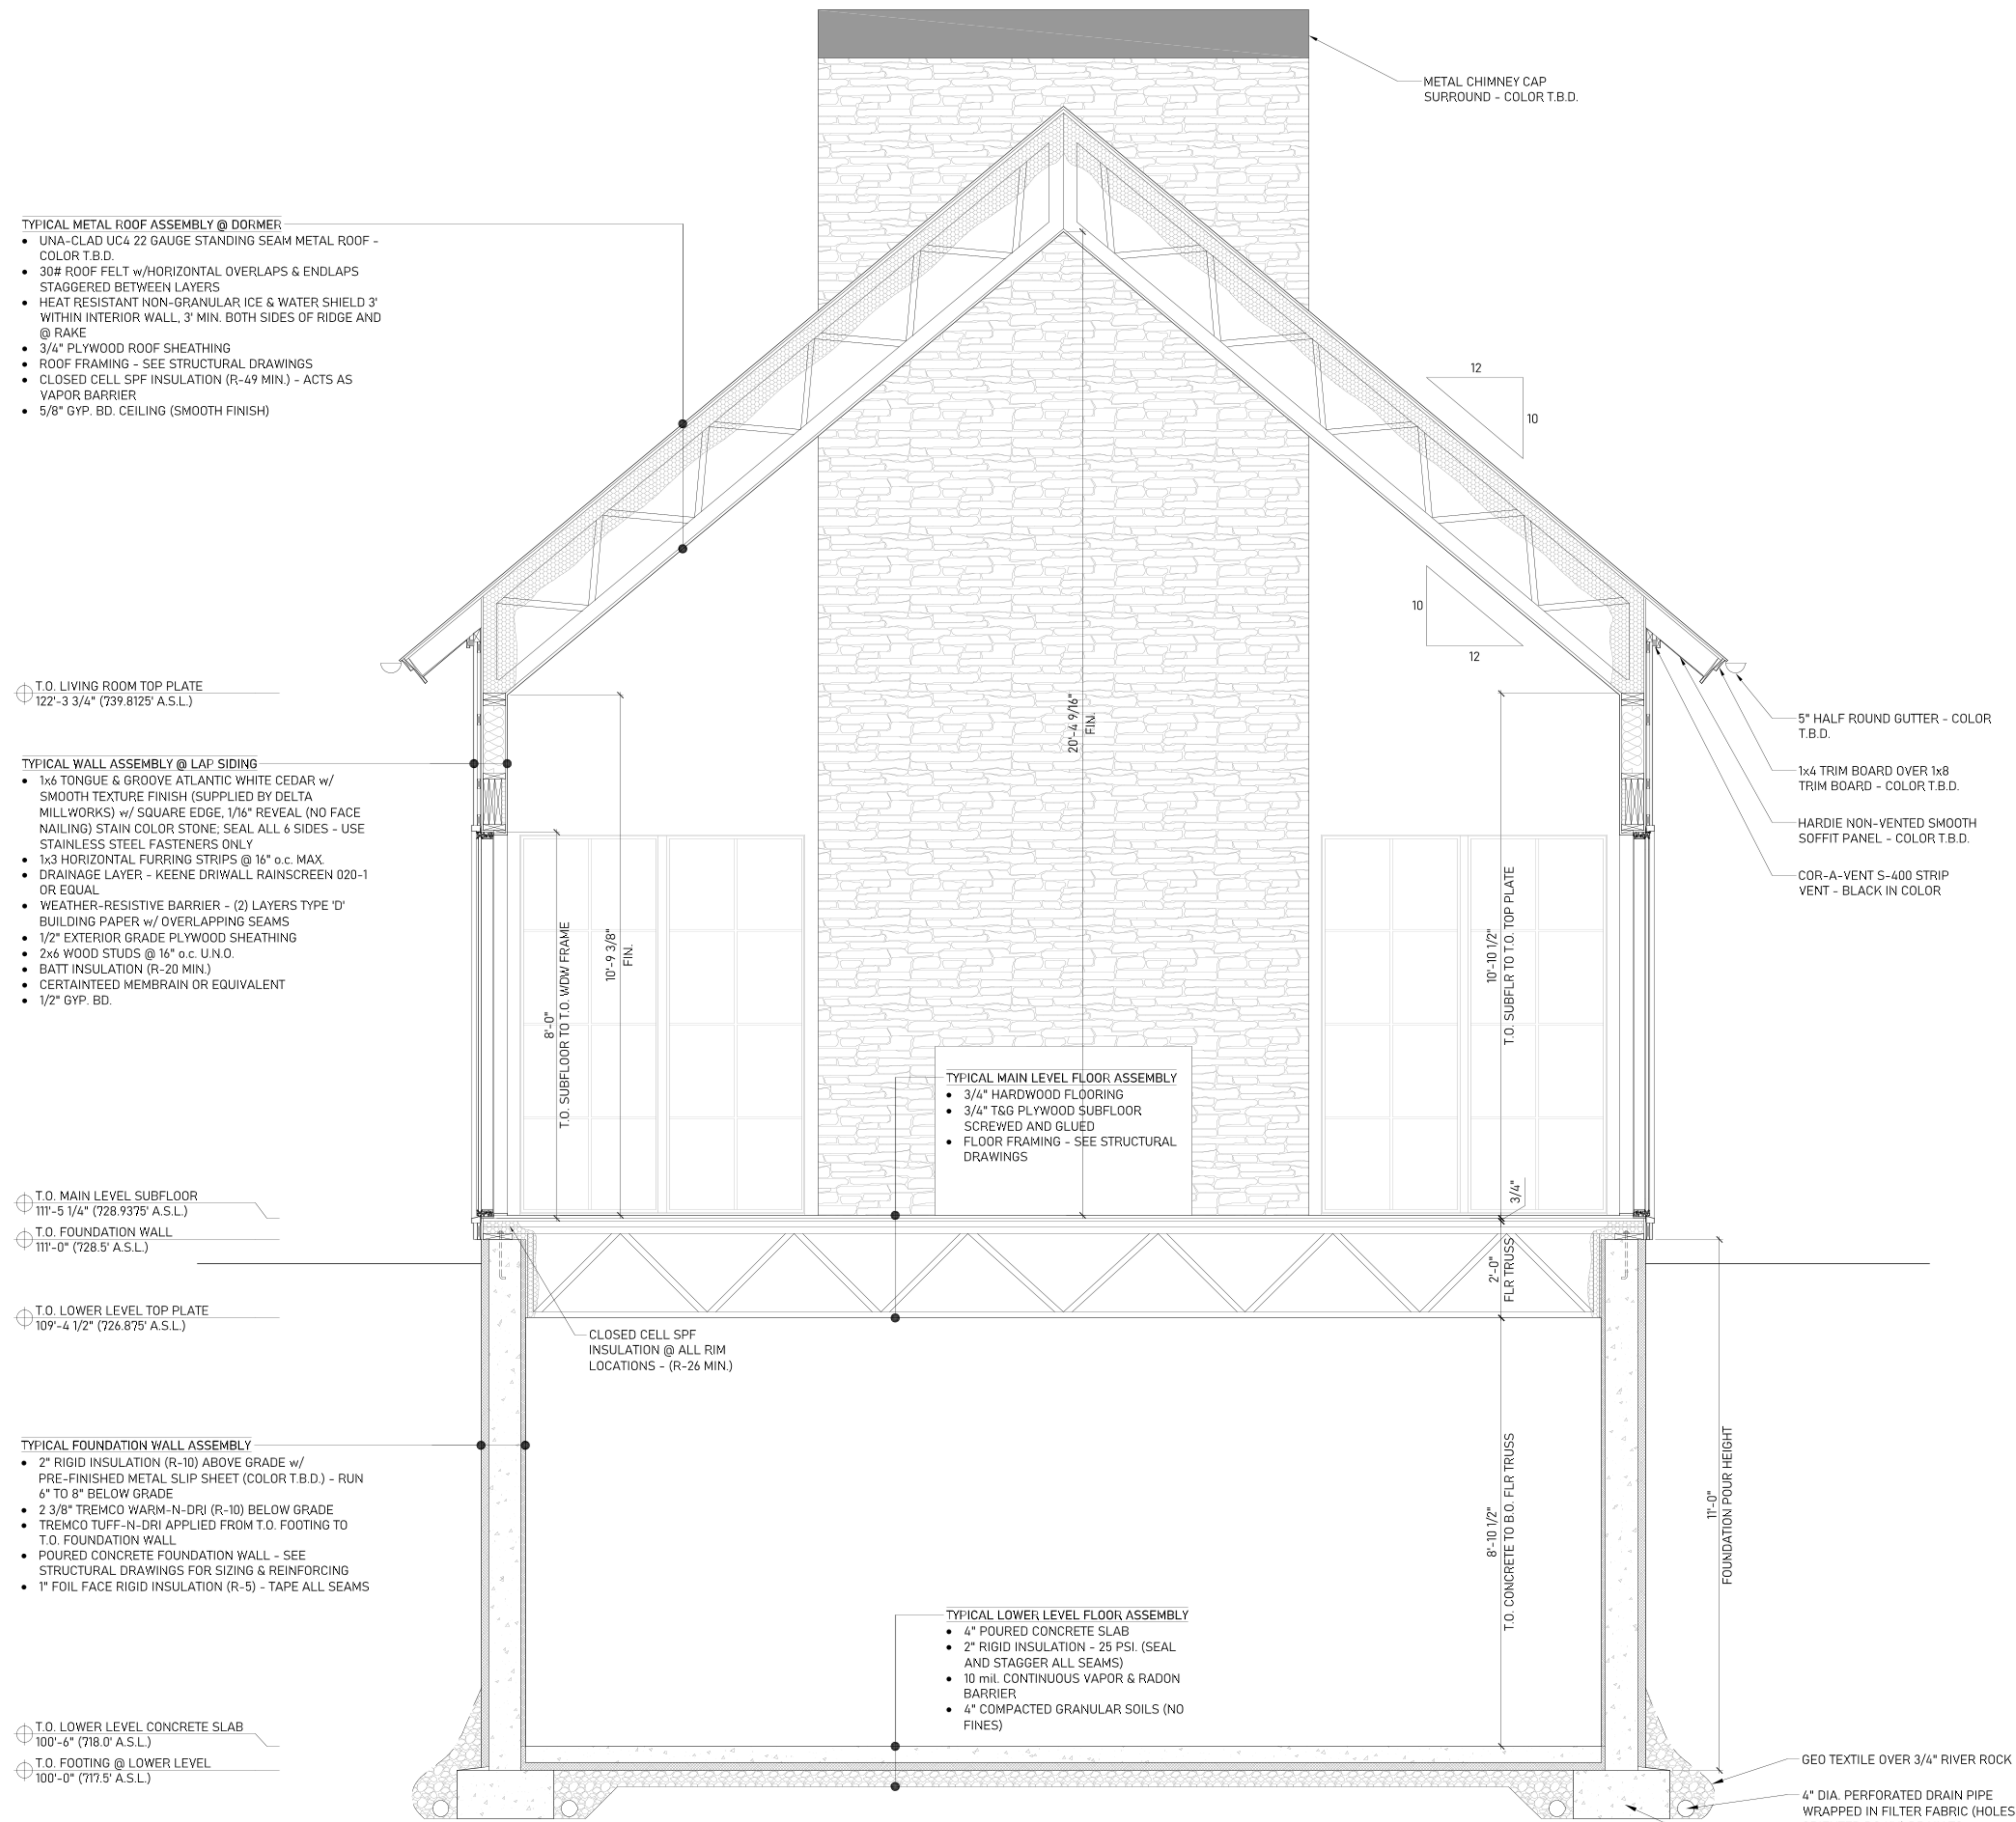 METAL CHIMNEY CAP
SURROUND - COLOR T.B.D.
TYPICAL METAL ROOF ASSEMBLY @ DORMER
• UNA-CLAD UC4 22 GAUGE STANDING SEAM METAL ROOF -
COLOR T.B.D.
• 30# ROOF FELT w/HORIZONTAL OVERLAPS & ENDLAPS
STAGGERED BETWEEN LAYERS
• HEAT RESISTANT NON-GRANULAR ICE & WATER SHIELD 3'
WITHIN INTERIOR WALL, 3' MIN. BOTH SIDES OF RIDGE AND
@ RAKE
• 3/4" PLYWOOD ROOF SHEATHING
• ROOF FRAMING - SEE STRUCTURAL DRAWINGS
• CLOSED CELL SPF INSULATION (R-49 MIN.) - ACTS AS
VAPOR BARRIER
• 5/8" GYP. BD. CEILING (SMOOTH FINISH)
12
10
10
12
T.O. LIVING ROOM TOP PLATE
122'-3 3/4" (739.8125' A.S.L.)
TYPICAL WALL ASSEMBLY @ LAP SIDING
• 1x6 TONGUE & GROOVE ATLANTIC WHITE CEDAR w/
SMOOTH TEXTURE FINISH (SUPPLIED BY DELTA
MILLWORKS) w/ SQUARE EDGE, 1/16" REVEAL (NO FACE
NAILING) STAIN COLOR STONE; SEAL ALL 6 SIDES - USE
STAINLESS STEEL FASTENERS ONLY
• 1x3 HORIZONTAL FURRING STRIPS @ 16" o.c. MAX.
• DRAINAGE LAYER - KEENE DRIWALL RAINSCREEN 020-1
OR EQUAL
• WEATHER-RESISTIVE BARRIER - (2) LAYERS TYPE 'D'
BUILDING PAPER w/ OVERLAPPING SEAMS
• 1/2" EXTERIOR GRADE PLYWOOD SHEATHING
• 2x6 WOOD STUDS @ 16" o.c. U.N.O.
• BATT INSULATION (R-20 MIN.)
• CERTAINTEED MEMBRAIN OR EQUIVALENT
• 1/2" GYP. BD.
8'-0"
T.O. SUBFLOOR TO T.O. WDW FRAME
10'-9 3/8"
FIN.
20'-4 9/16"
FIN.
10'-10 1/2"
T.O. SUBFLR TO T.O. TOP PLATE
5" HALF ROUND GUTTER - COLOR
T.B.D.
1x4 TRIM BOARD OVER 1x8
TRIM BOARD - COLOR T.B.D.
HARDIE NON-VENTED SMOOTH
SOFFIT PANEL - COLOR T.B.D.
COR-A-VENT S-400 STRIP
VENT - BLACK IN COLOR
TYPICAL MAIN LEVEL FLOOR ASSEMBLY
• 3/4" HARDWOOD FLOORING
• 3/4" T&G PLYWOOD SUBFLOOR
SCREWED AND GLUED
• FLOOR FRAMING - SEE STRUCTURAL
DRAWINGS
3/4"
T.O. MAIN LEVEL SUBFLOOR
111'-5 1/4" (728.9375' A.S.L.)
T.O. FOUNDATION WALL
111'-0" (728.5' A.S.L.)
2'-0"
FLR TRUSS
T.O. LOWER LEVEL TOP PLATE
109'-4 1/2" (726.875' A.S.L.)
CLOSED CELL SPF
INSULATION @ ALL RIM
LOCATIONS - (R-26 MIN.)
TYPICAL FOUNDATION WALL ASSEMBLY
• 2" RIGID INSULATION (R-10) ABOVE GRADE w/
PRE-FINISHED METAL SLIP SHEET (COLOR T.B.D.) - RUN
6" TO 8" BELOW GRADE
• 2 3/8" TREMCO WARM-N-DRI (R-10) BELOW GRADE
• TREMCO TUFF-N-DRI APPLIED FROM T.O. FOOTING TO
T.O. FOUNDATION WALL
• POURED CONCRETE FOUNDATION WALL - SEE
STRUCTURAL DRAWINGS FOR SIZING & REINFORCING
• 1" FOIL FACE RIGID INSULATION (R-5) - TAPE ALL SEAMS
8'-10 1/2"
T.O. CONCRETE TO B.O. FLR TRUSS
11'-0"
FOUNDATION POUR HEIGHT
TYPICAL LOWER LEVEL FLOOR ASSEMBLY
• 4" POURED CONCRETE SLAB
• 2" RIGID INSULATION - 25 PSI. (SEAL
AND STAGGER ALL SEAMS)
• 10 mil. CONTINUOUS VAPOR & RADON
BARRIER
• 4" COMPACTED GRANULAR SOILS (NO
FINES)
T.O. LOWER LEVEL CONCRETE SLAB
100'-6" (718.0' A.S.L.)
T.O. FOOTING @ LOWER LEVEL
100'-0" (717.5' A.S.L.)
GEO TEXTILE OVER 3/4" RIVER ROCK
4" DIA. PERFORATED DRAIN PIPE
WRAPPED IN FILTER FABRIC (HOLES